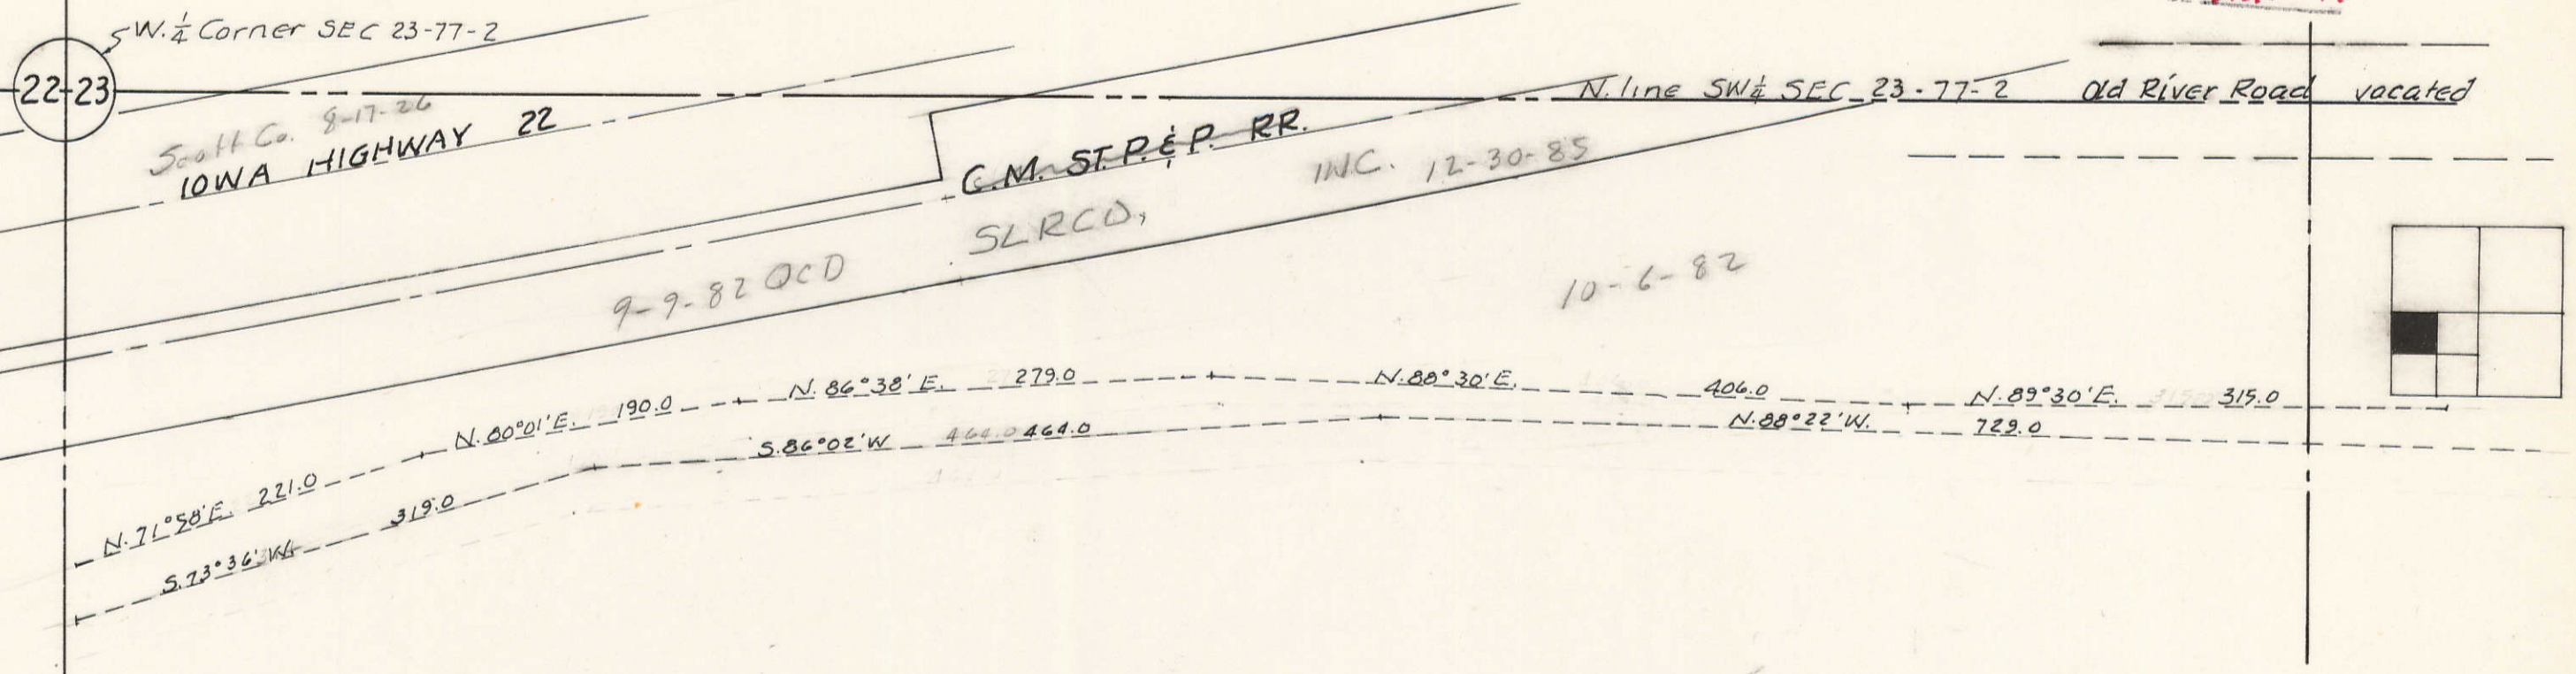 W. ¼ Corner SEC 23-77-2
22 23
N. line SW¼ SEC 23-77-2 Old River Road vacated
Scott Co. 8-17-26
IOWA HIGHWAY 22
C.M. ST. P. & P. RR.
INC. 12-30-85
SLRCO,
9-9-82 QCD
10-6-82
N. 71°58' E. 221.0
N. 80°01' E. 190.0
N. 86°38' E. 279.0
N. 88°30' E. 406.0
N. 89°30' E. 315.0
S. 73°36' W. 319.0
S. 86°02' W 464.0 464.0
N. 88°22' W. 729.0